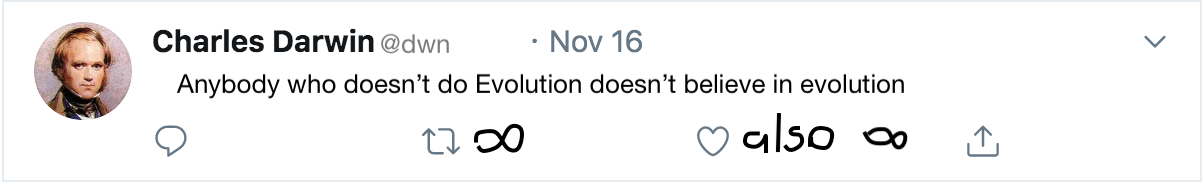 Charles Darwin @dwn · Nov 16
Anybody who doesn't do Evolution doesn't believe in evolution
∞ also ∞